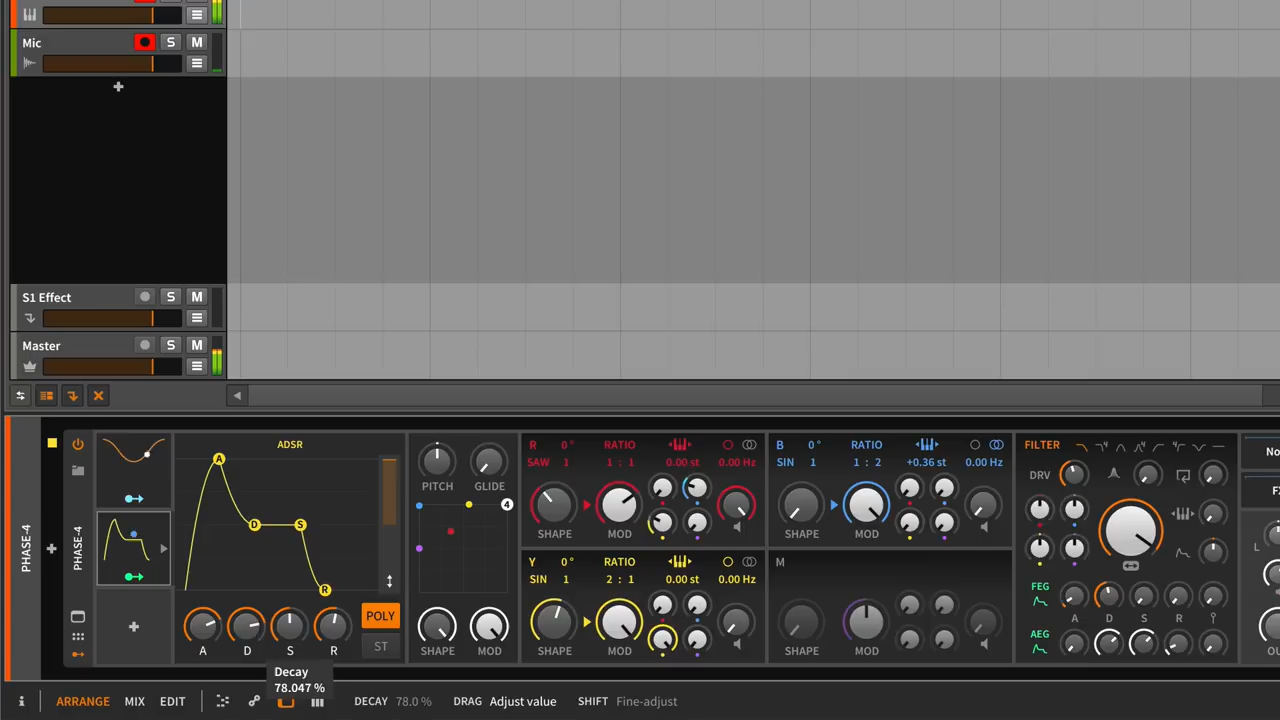 Mic
S M
S1 Effect
S M
Master
S M
PHASE-4
PHASE-4
ADSR
A
D
S
R
A D S R
POLY
ST
PITCH GLIDE
4
SHAPE MOD
R 0° RATIO
SAW 1 1 : 1 0.00 st 0.00 Hz
SHAPE MOD
Y 0° RATIO
SIN 1 2 : 1 0.00 st 0.00 Hz
SHAPE MOD
B 0° RATIO
SIN 1 1 : 2 +0.36 st 0.00 Hz
SHAPE MOD
M
SHAPE MOD
FILTER
DRV
FEG
A D S R
AEG
No
FX
L
OU
Decay
78.047 %
i ARRANGE MIX EDIT DECAY 78.0 % DRAG Adjust value SHIFT Fine-adjust